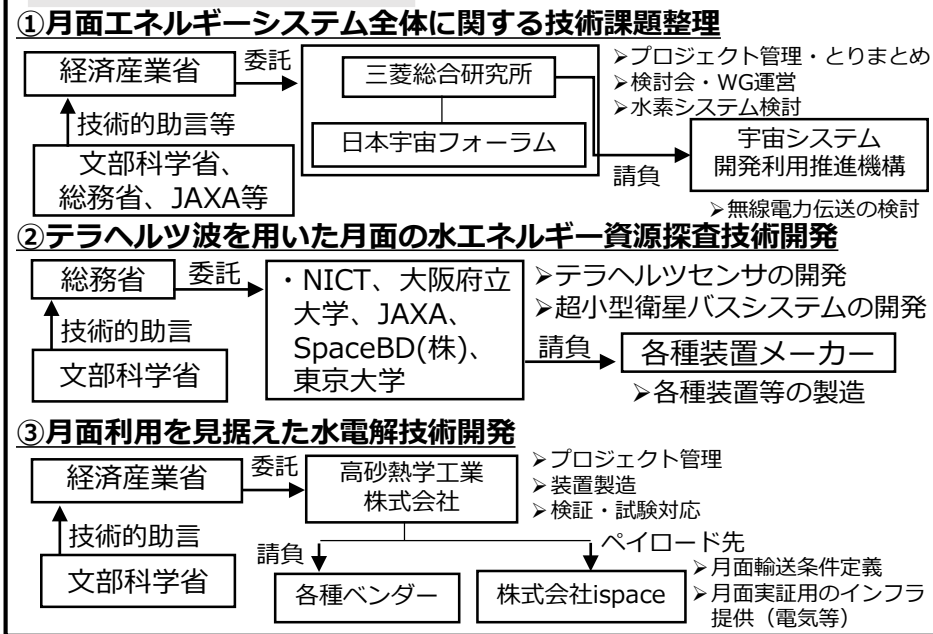 ①月面エネルギーシステム全体に関する技術課題整理
経済産業省
委託
三菱総合研究所
日本宇宙フォーラム
➢プロジェクト管理・とりまとめ
➢検討会・WG運営
➢水素システム検討
技術的助言等
文部科学省、
総務省、JAXA等
請負
宇宙システム
開発利用推進機構
➢無線電力伝送の検討
②テラヘルツ波を用いた月面の水エネルギー資源探査技術開発
総務省
委託
・NICT、大阪府立
大学、JAXA、
SpaceBD(株)、
東京大学
➢テラヘルツセンサの開発
➢超小型衛星バスシステムの開発
技術的助言
文部科学省
請負
各種装置メーカー
➢各種装置等の製造
③月面利用を見据えた水電解技術開発
経済産業省
委託
高砂熱学工業
株式会社
➢プロジェクト管理
➢装置製造
➢検証・試験対応
技術的助言
文部科学省
請負
各種ベンダー
ペイロード先
株式会社ispace
➢月面輸送条件定義
➢月面実証用のインフラ
提供（電気等）